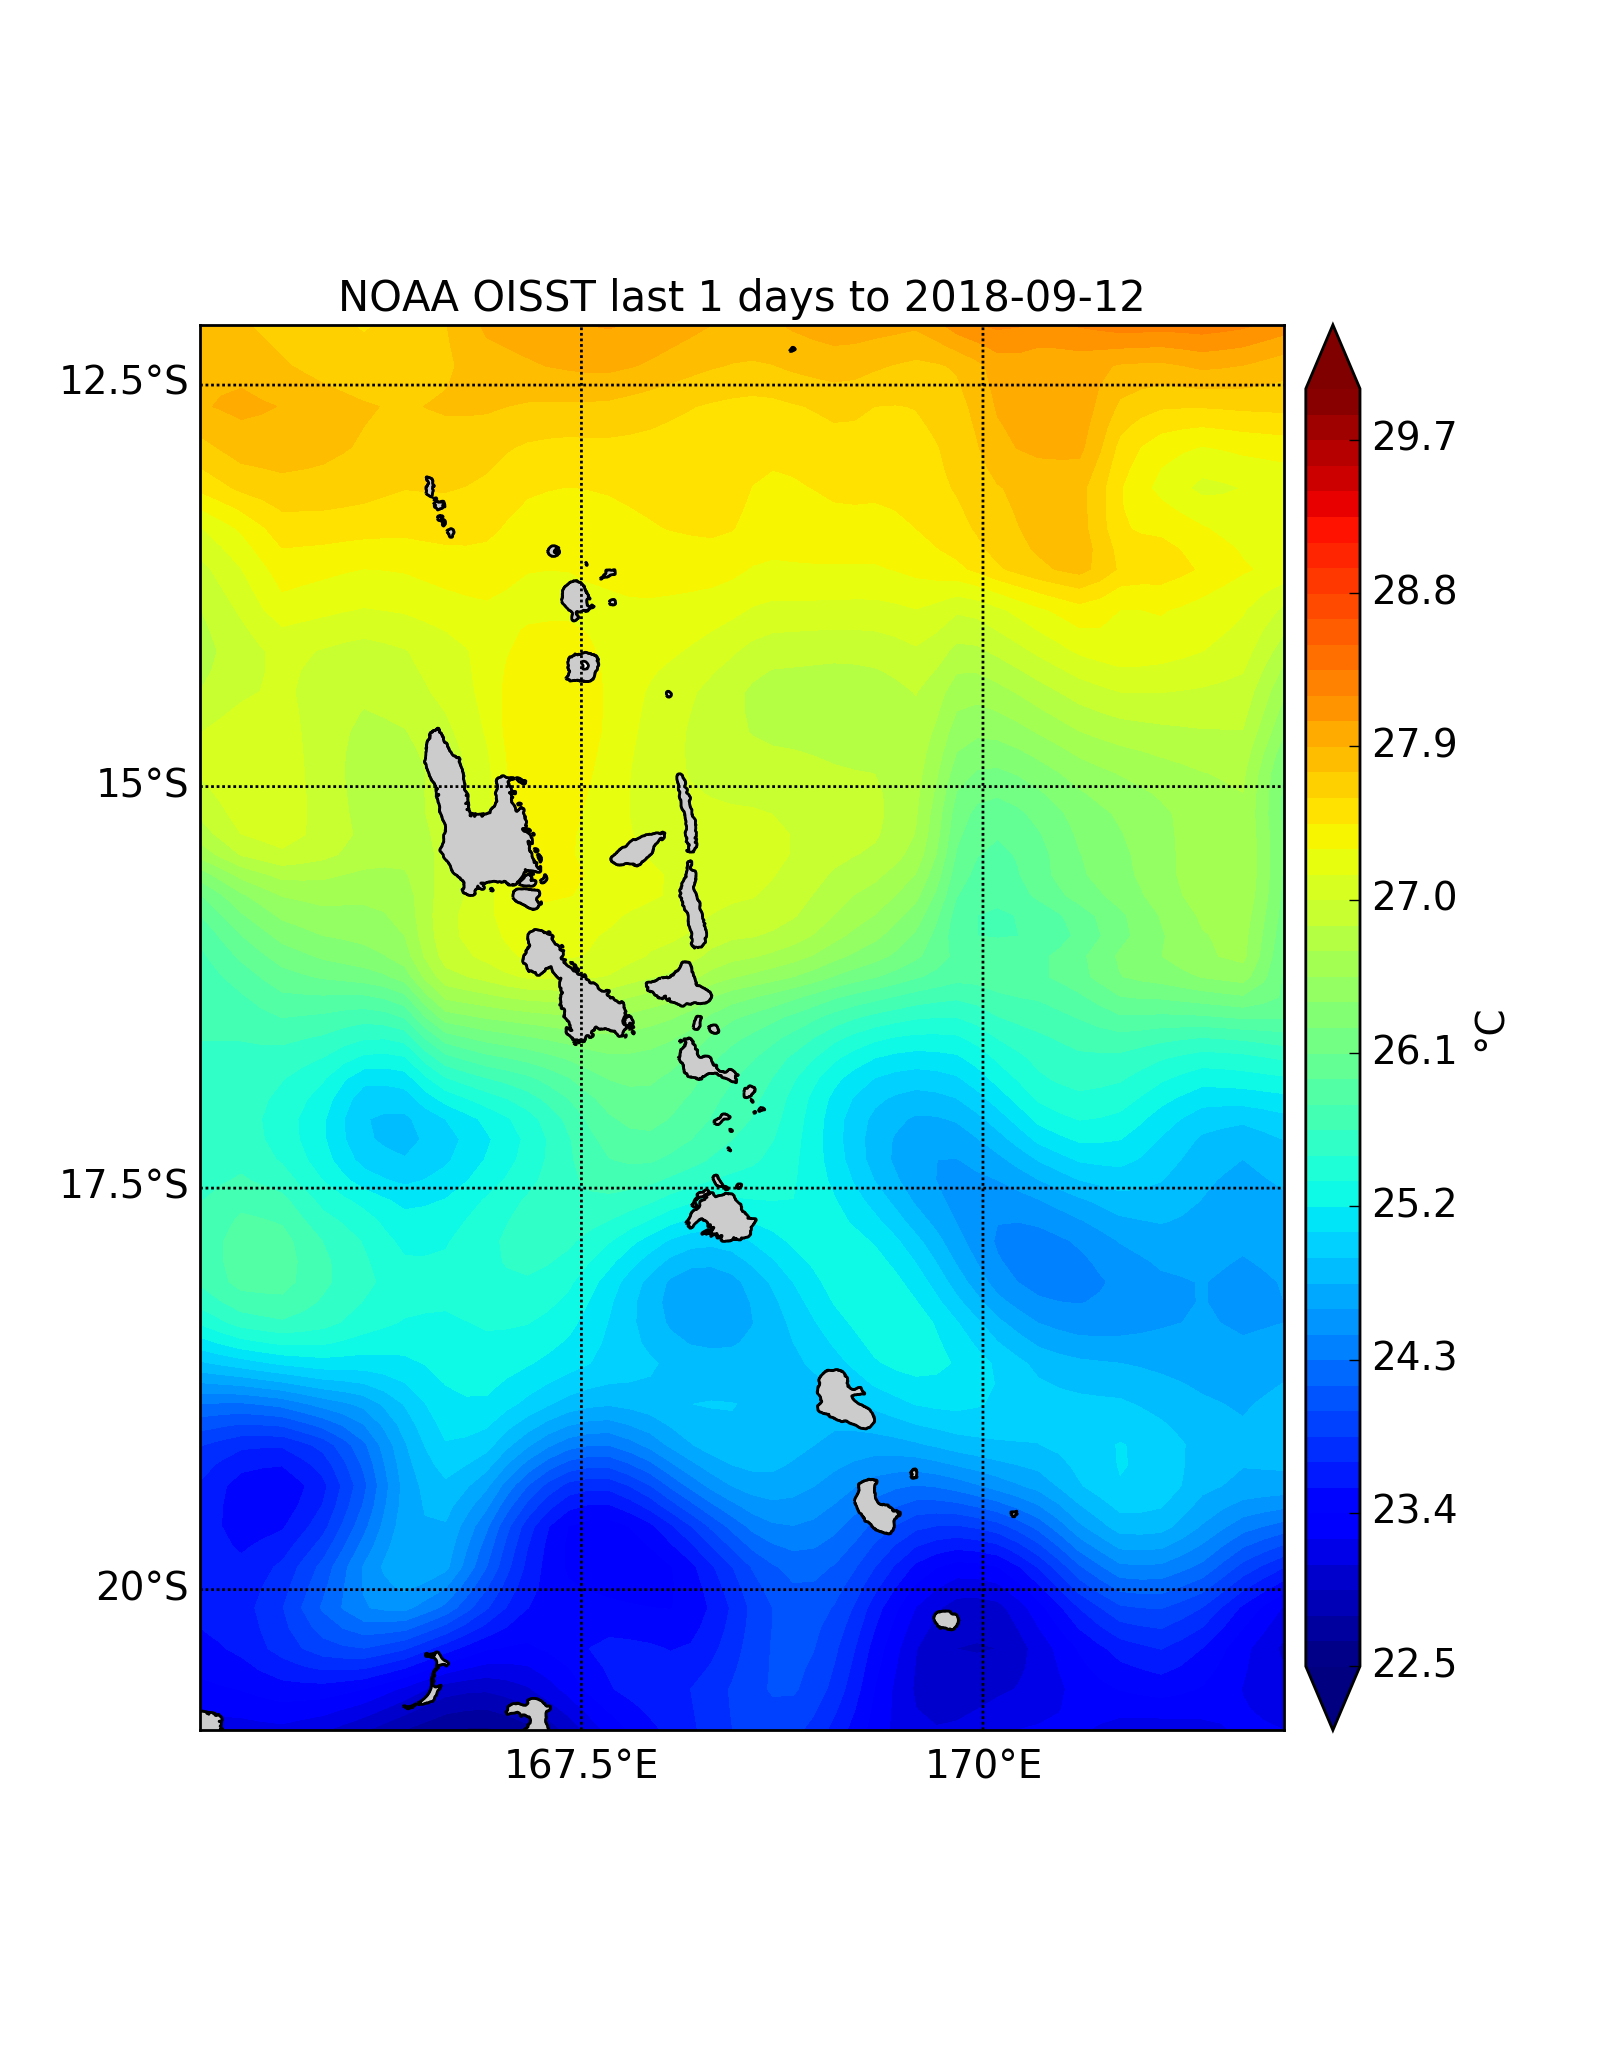 NOAA OISST last 1 days to 2018-09-12
12.5°S
15°S
17.5°S
20°S
167.5°E
170°E
29.7
28.8
27.9
27.0
26.1
25.2
24.3
23.4
22.5
°C